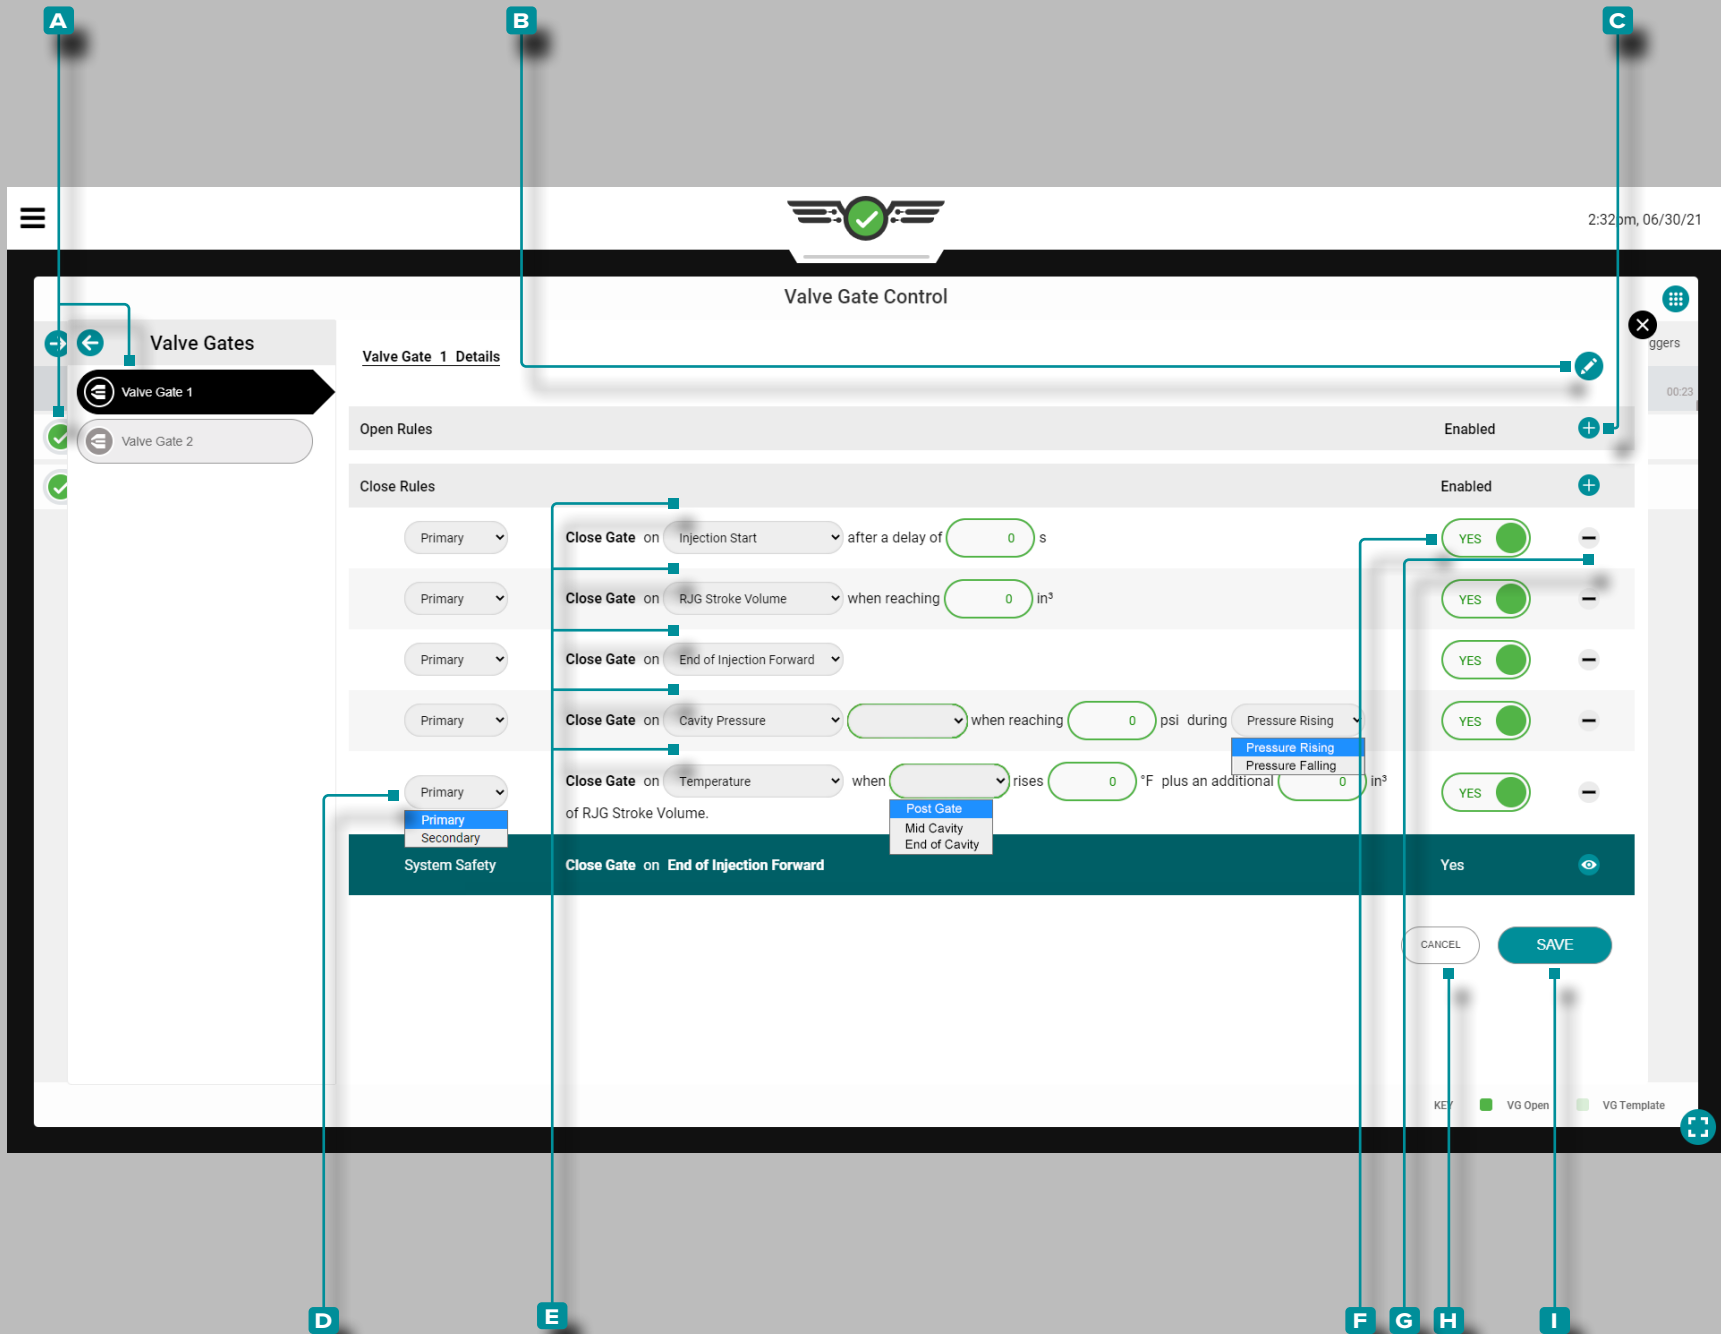 A
B
C
2:32pm, 06/30/21
Valve Gate Control
Valve Gates
Valve Gate 1 Details
ggers
Valve Gate 1
00:23
Open Rules Enabled
Valve Gate 2
Close Rules Enabled
Primary Close Gate on Injection Start after a delay of 0 s YES
Primary Close Gate on RJG Stroke Volume when reaching 0 in³ YES
Primary Close Gate on End of Injection Forward YES
Primary Close Gate on Cavity Pressure when reaching 0 psi during Pressure Rising YES
Pressure Rising
Pressure Falling
Primary Close Gate on Temperature when rises 0 °F plus an additional 0 in³ YES
of RJG Stroke Volume.
Primary
Secondary
Post Gate
Mid Cavity
End of Cavity
System Safety Close Gate on End of Injection Forward Yes
CANCEL SAVE
KEY VG Open VG Template
D
E
F
G
H
I